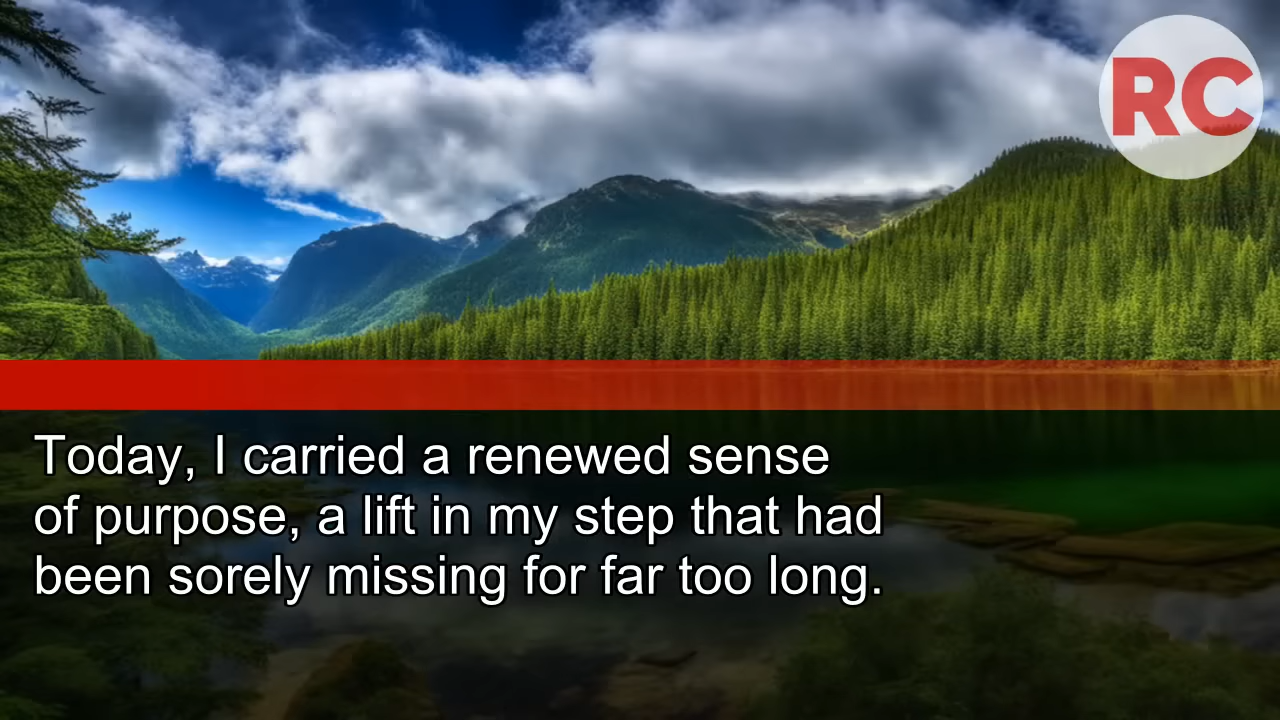 RC
Today, I carried a renewed sense
of purpose, a lift in my step that had
been sorely missing for far too long.